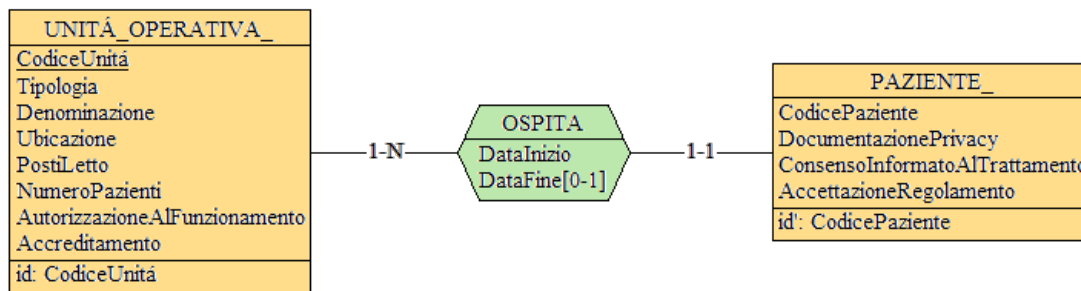 UNITÁ_OPERATIVA_
CodiceUnitá
Tipologia
Denominazione
Ubicazione
PostiLetto
NumeroPazienti
AutorizzazioneAlFunzionamento
Accreditamento
id: CodiceUnitá
1-N
OSPITA
DataInizio
DataFine[0-1]
1-1
PAZIENTE_
CodicePaziente
DocumentazionePrivacy
ConsensoInformatoAlTrattamento
AccettazioneRegolamento
id': CodicePaziente